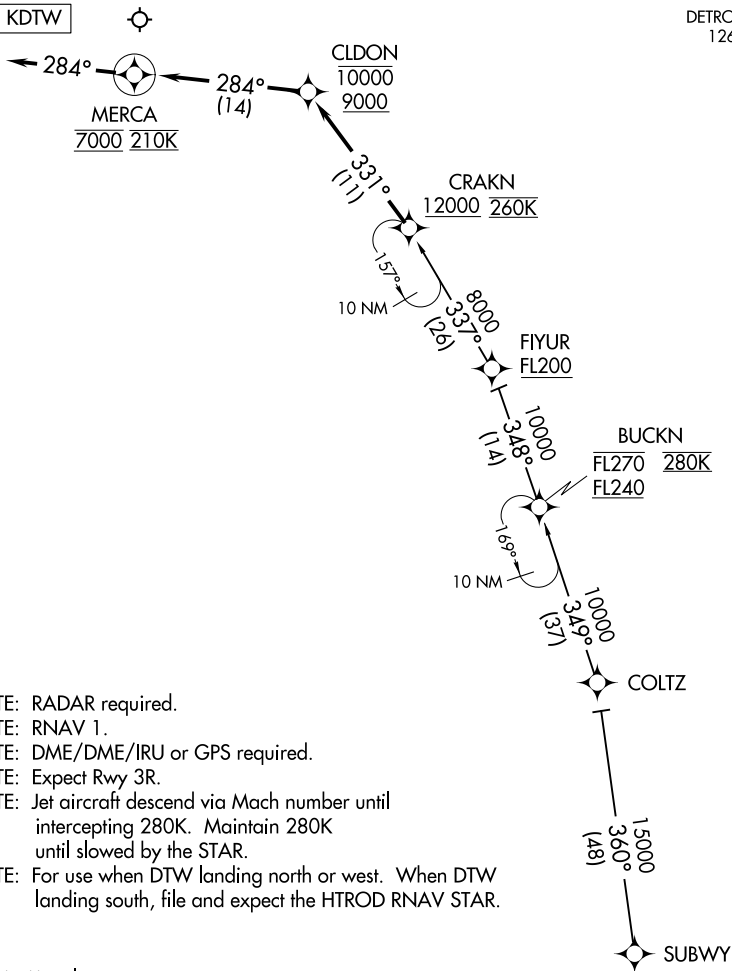 KDTW
DETRO
126
284°
284°
(14)
CLDON
10000
9000
MERCA
7000 210K
331°
(11)
CRAKN
12000 260K
157°
10 NM
8000
337°
(26)
FIYUR
FL200
10000
348°
(14)
BUCKN
FL270 280K
FL240
169°
10 NM
10000
349°
(37)
COLTZ
TE: RADAR required.
TE: RNAV 1.
TE: DME/DME/IRU or GPS required.
TE: Expect Rwy 3R.
TE: Jet aircraft descend via Mach number until
intercepting 280K. Maintain 280K
until slowed by the STAR.
TE: For use when DTW landing north or west. When DTW
landing south, file and expect the HTROD RNAV STAR.
15000
360°
(48)
SUBWY